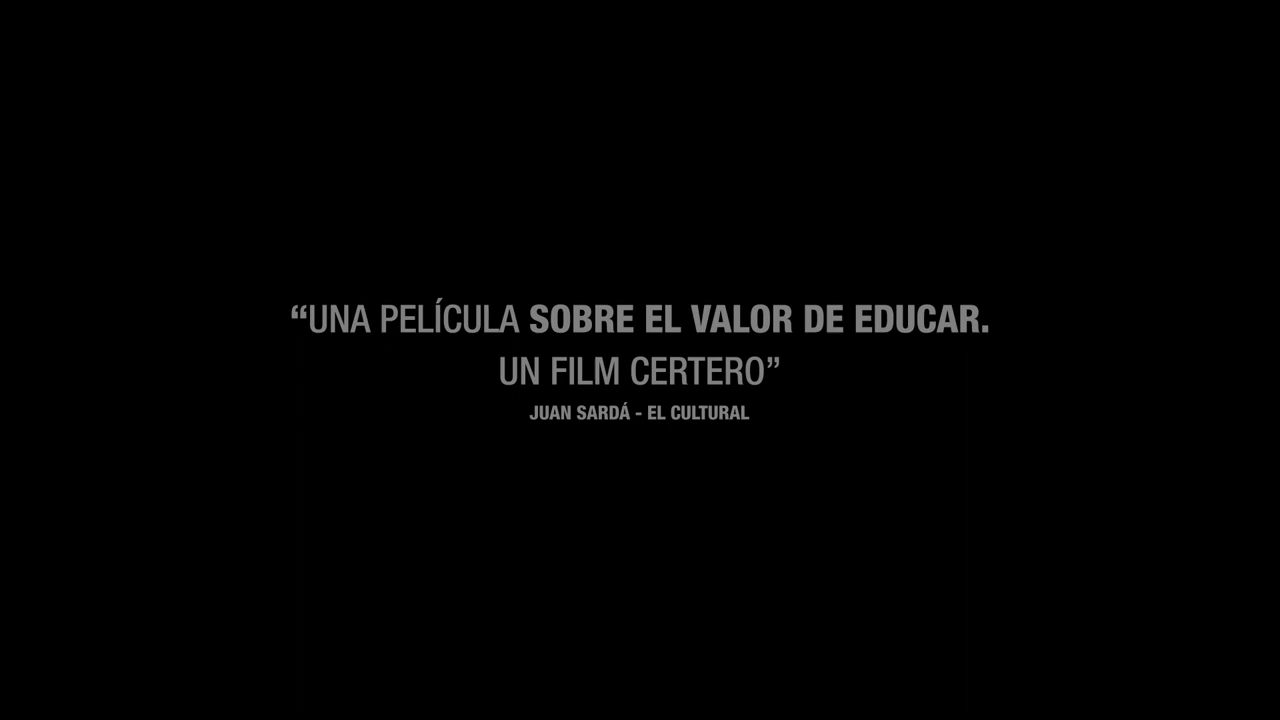 “UNA PELÍCULA SOBRE EL VALOR DE EDUCAR.
UN FILM CERTERO”
JUAN SARDÁ - EL CULTURAL